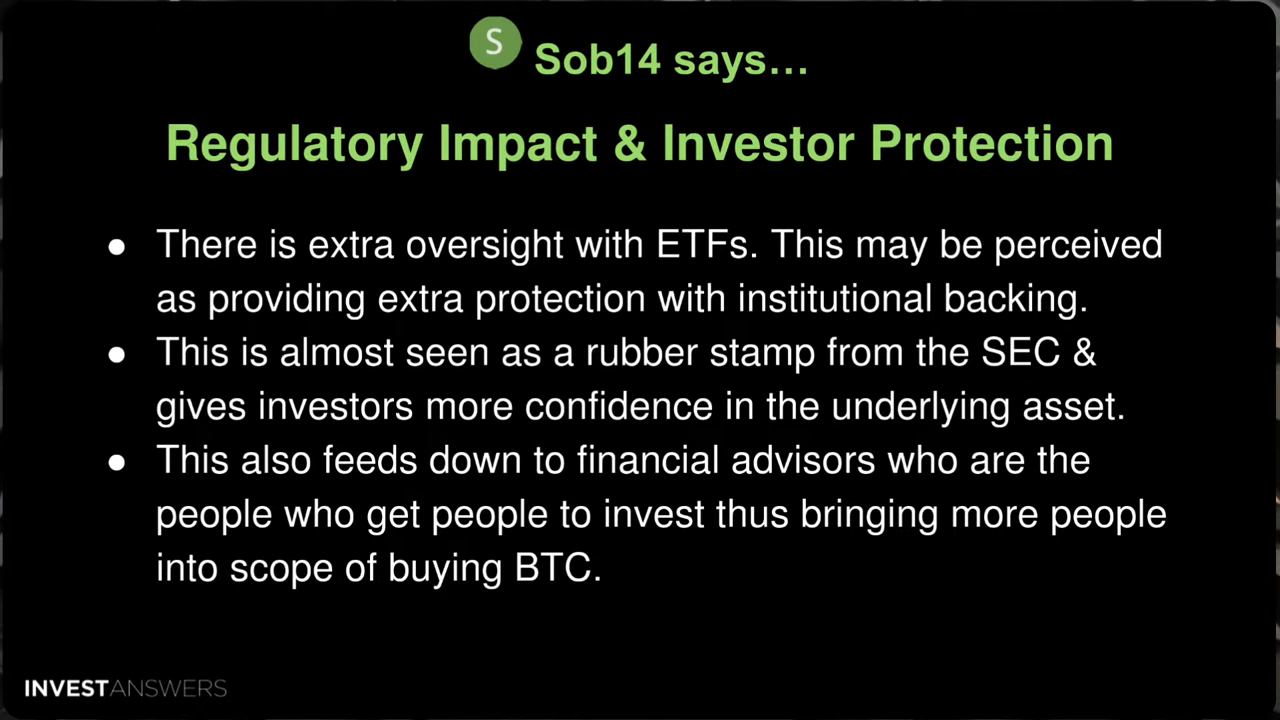 S
Sob14 says…
Regulatory Impact & Investor Protection
● There is extra oversight with ETFs. This may be perceived
as providing extra protection with institutional backing.
● This is almost seen as a rubber stamp from the SEC &
gives investors more confidence in the underlying asset.
● This also feeds down to financial advisors who are the
people who get people to invest thus bringing more people
into scope of buying BTC.
INVESTANSWERS